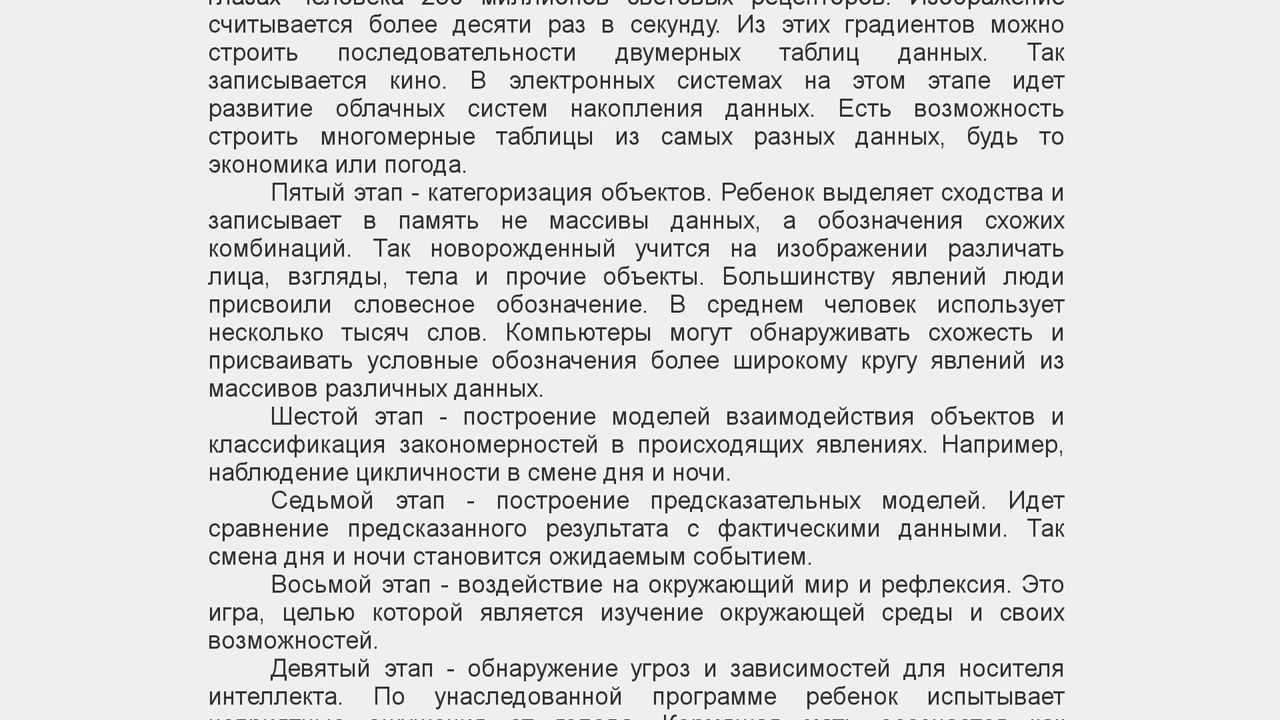 глазах человека 250 миллионов световых рецепторов. Изображение
считывается более десяти раз в секунду. Из этих градиентов можно
строить последовательности двумерных таблиц данных. Так
записывается кино. В электронных системах на этом этапе идет
развитие облачных систем накопления данных. Есть возможность
строить многомерные таблицы из самых разных данных, будь то
экономика или погода.
Пятый этап - категоризация объектов. Ребенок выделяет сходства и
записывает в память не массивы данных, а обозначения схожих
комбинаций. Так новорожденный учится на изображении различать
лица, взгляды, тела и прочие объекты. Большинству явлений люди
присвоили словесное обозначение. В среднем человек использует
несколько тысяч слов. Компьютеры могут обнаруживать схожесть и
присваивать условные обозначения более широкому кругу явлений из
массивов различных данных.
Шестой этап - построение моделей взаимодействия объектов и
классификация закономерностей в происходящих явлениях. Например,
наблюдение цикличности в смене дня и ночи.
Седьмой этап - построение предсказательных моделей. Идет
сравнение предсказанного результата с фактическими данными. Так
смена дня и ночи становится ожидаемым событием.
Восьмой этап - воздействие на окружающий мир и рефлексия. Это
игра, целью которой является изучение окружающей среды и своих
возможностей.
Девятый этап - обнаружение угроз и зависимостей для носителя
интеллекта. По унаследованной программе ребенок испытывает